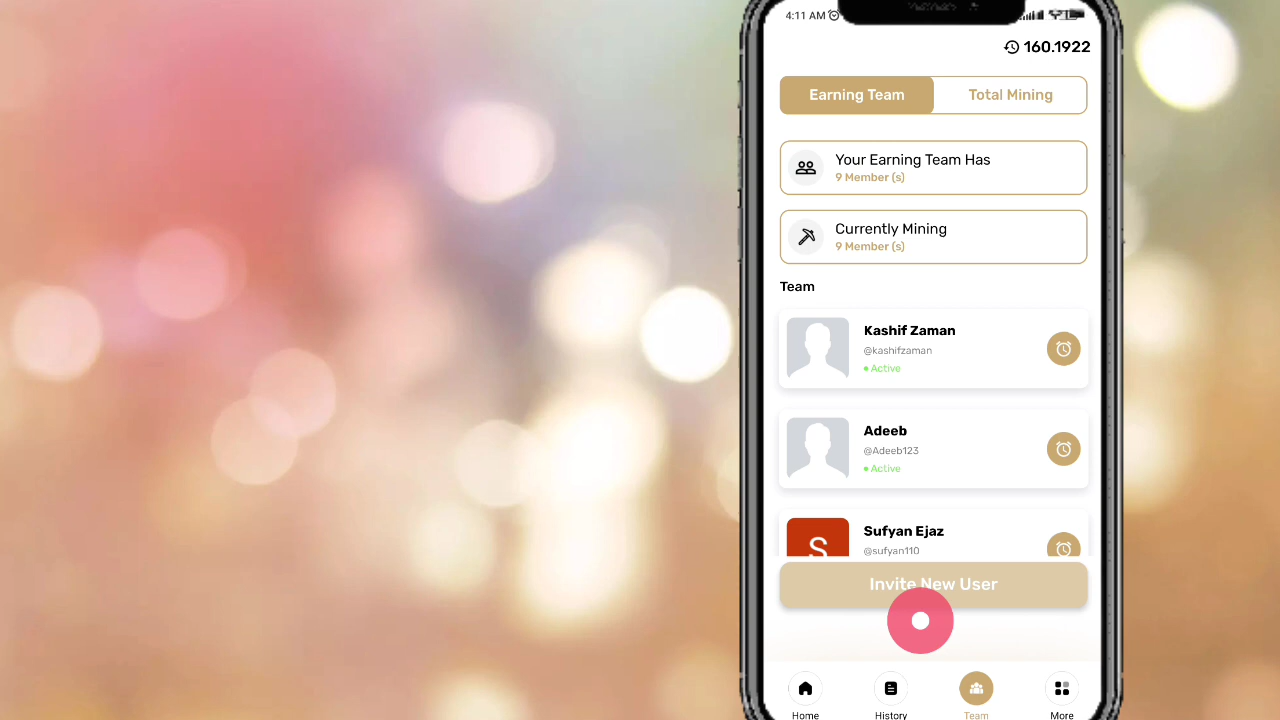 4:11 AM
160.1922
Earning Team
Total Mining
Your Earning Team Has
9 Member (s)
Currently Mining
9 Member (s)
Team
Kashif Zaman
@kashifzaman
Active
Adeeb
@Adeeb123
Active
S
Sufyan Ejaz
@sufyan110
Invite New User
Home
History
Team
More